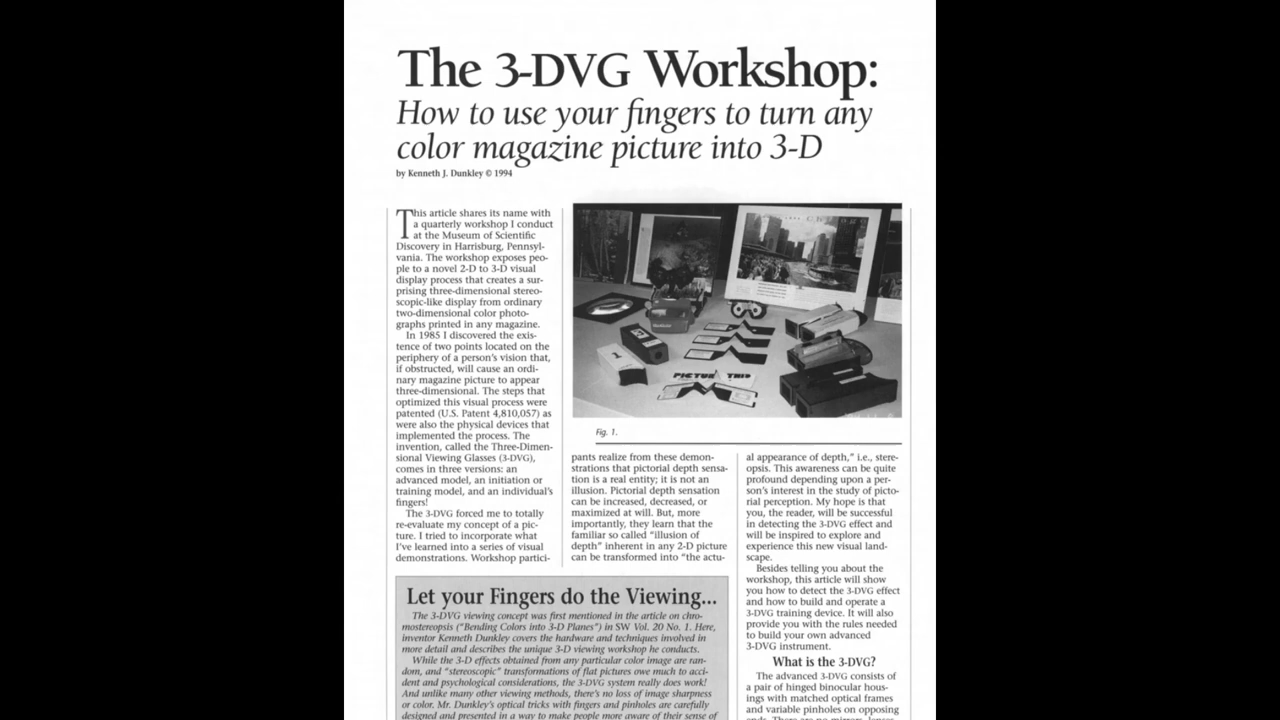 The 3-DVG Workshop:
How to use your fingers to turn any
color magazine picture into 3-D
by Kenneth J. Dunkley © 1994
This article shares its name with
a quarterly workshop I conduct
at the Museum of Scientific
Discovery in Harrisburg, Pennsyl-
vania. The workshop exposes peo-
ple to a novel 2-D to 3-D visual
display process that creates a sur-
prising three-dimensional stereo-
scopic-like display from ordinary
two-dimensional color photo-
graphs printed in any magazine.
In 1985 I discovered the exis-
tence of two points located on the
periphery of a person's vision that,
if obstructed, will cause an ordi-
nary magazine picture to appear
three-dimensional. The steps that
optimized this visual process were
patented (U.S. Patent 4,810,057) as
were also the physical devices that
implemented the process. The
invention, called the Three-Dimen-
sional Viewing Glasses (3-DVG),
comes in three versions: an
advanced model, an initiation or
training model, and an individual's
fingers!
The 3-DVG forced me to totally
re-evaluate my concept of a pic-
ture. I tried to incorporate what
I've learned into a series of visual
demonstrations. Workshop partici-
PICTURE TRIP
Fig. 1.
pants realize from these demon-
strations that pictorial depth sensa-
tion is a real entity; it is not an
illusion. Pictorial depth sensation
can be increased, decreased, or
maximized at will. But, more
importantly, they learn that the
familiar so called "illusion of
depth" inherent in any 2-D picture
can be transformed into "the actu-
al appearance of depth," i.e., stere-
opsis. This awareness can be quite
profound depending upon a per-
son's interest in the study of picto-
rial perception. My hope is that
you, the reader, will be successful
in detecting the 3-DVG effect and
will be inspired to explore and
experience this new visual land-
scape.
Besides telling you about the
workshop, this article will show
you how to detect the 3-DVG effect
and how to build and operate a
3-DVG training device. It will also
provide you with the rules needed
to build your own advanced
3-DVG instrument.
What is the 3-DVG?
The advanced 3-DVG consists of
a pair of hinged binocular hous-
ings with matched optical frames
and variable pinholes on opposing
ends. There are no mirrors, lenses
Let your Fingers do the Viewing...
The 3-DVG viewing concept was first mentioned in the article on chro-
mostereopsis ("Bending Colors into 3-D Planes") in SW Vol. 20 No. 1. Here,
inventor Kenneth Dunkley covers the hardware and techniques involved in
more detail and describes the unique 3-D viewing workshop he conducts.
While the 3-D effects obtained from any particular color image are ran-
dom, and "stereoscopic" transformations of flat pictures owe much to acci-
dent and psychological considerations, the 3-DVG system really does work!
And unlike many other viewing methods, there's no loss of image sharpness
or color. Mr. Dunkley's optical tricks with fingers and pinholes are carefully
designed and presented in a way to make people more aware of their sense of